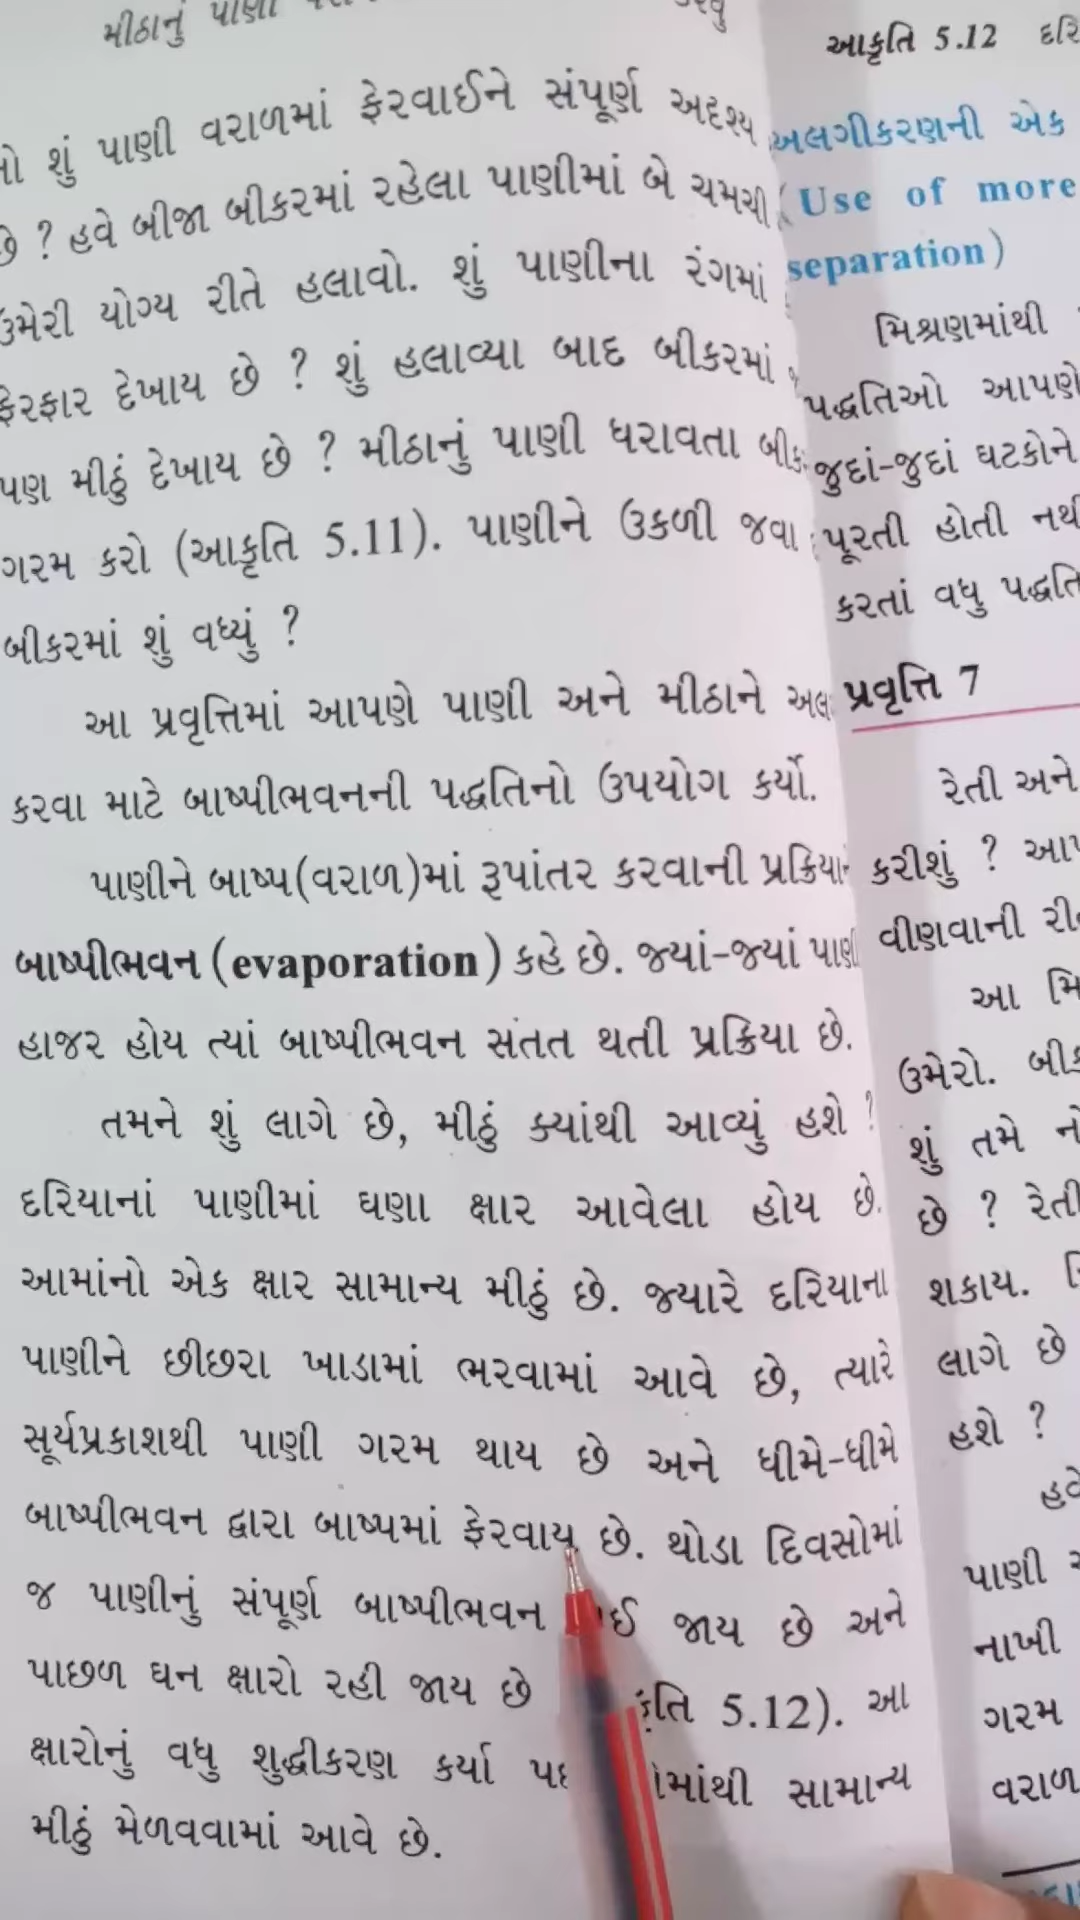 મીઠાનું પાણી
શું પાણી વરાળમાં ફેરવાઈને સંપૂર્ણ અદૃશ્ય
છે ? હવે બીજા બીકરમાં રહેલા પાણીમાં બે ચમચી
ઉમેરી યોગ્ય રીતે હલાવો. શું પાણીના રંગમાં
ફેરફાર દેખાય છે ? શું હલાવ્યા બાદ બીકરમાં
પણ મીઠું દેખાય છે ? મીઠાનું પાણી ધરાવતા
ગરમ કરો (આકૃતિ 5.11). પાણીને ઉકળી જવા
બીકરમાં શું વધ્યું ?
આ પ્રવૃત્તિમાં આપણે પાણી અને મીઠાને
કરવા માટે બાષ્પીભવનની પદ્ધતિનો ઉપયોગ કર્યો.
પાણીને બાષ્પ(વરાળ)માં રૂપાંતર કરવાની
બાષ્પીભવન (evaporation) કહે છે. જ્યાં-જ્યાં
હાજર હોય ત્યાં બાષ્પીભવન સતત થતી પ્રક્રિયા છે.
તમને શું લાગે છે, મીઠું ક્યાંથી આવ્યું હશે ?
દરિયાનાં પાણીમાં ઘણા ક્ષાર આવેલા હોય છે.
આમાંનો એક ક્ષાર સામાન્ય મીઠું છે. જ્યારે દરિયાના
પાણીને છીછરા ખાડામાં ભરવામાં આવે છે, ત્યારે
સૂર્યપ્રકાશથી પાણી ગરમ થાય છે અને ધીમે-ધીમે
બાષ્પીભવન દ્વારા બાષ્પમાં ફેરવાય છે. થોડા દિવસોમાં
જ પાણીનું સંપૂર્ણ બાષ્પીભવન જાય છે અને
પાછળ ઘન ક્ષારો રહી જાય છે 5.12). આ
ક્ષારોનું વધુ શુદ્ધીકરણ કર્યા સામાન્ય
મીઠું મેળવવામાં આવે છે.
આકૃતિ 5.12
અલગીકરણની એક
(Use of more
separation)
મિશ્રણમાંથી
પદ્ધતિઓ આપણે
જુદાં-જુદાં ઘટકોને
પૂરતી હોતી
કરતાં વધુ
પ્રવૃત્તિ 7
રેતી અને
કરીશું ?
વીણવાની
આ
ઉમેરો.
શું તમે
છે ? રેતી
શકાય.
લાગે છે
હશે ?
પાણી
નાખી
ગરમ
વરાળ